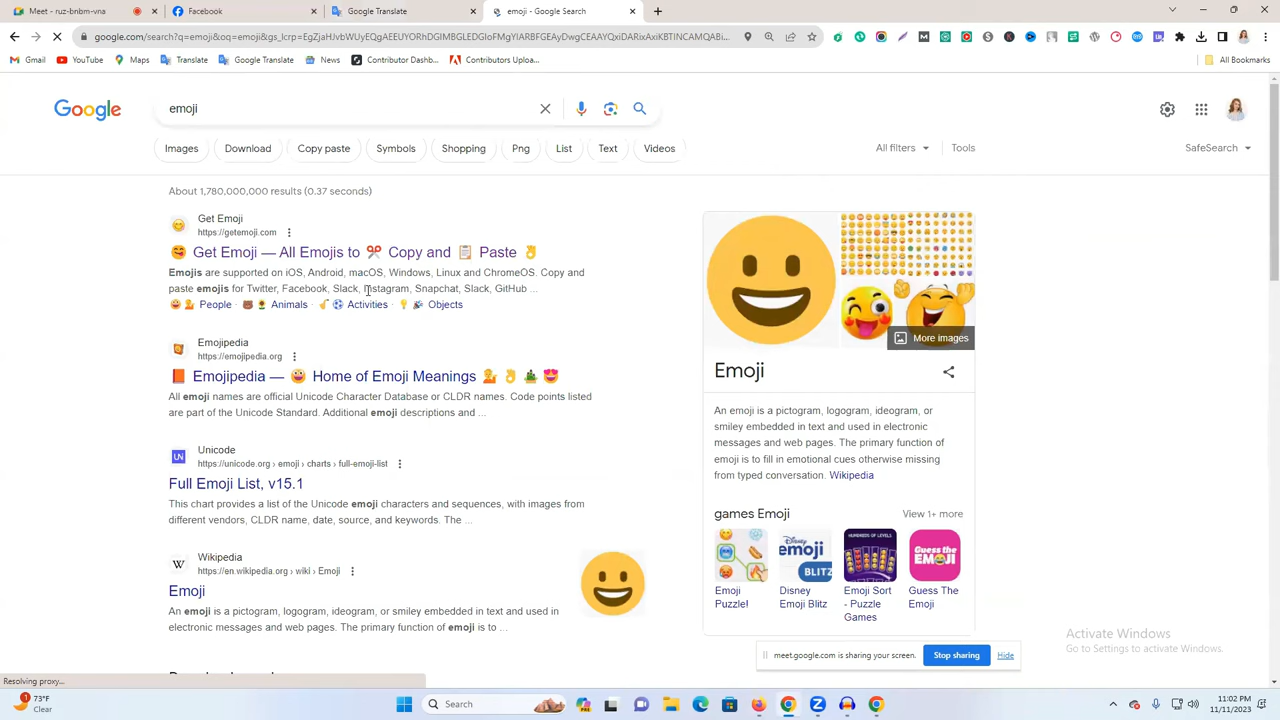 Meet - ruz-bnbm-vna
Facebook
Google Translate
emoji - Google Search
google.com/search?q=emoji&oq=emoji&gs_lcrp=
Gmail
YouTube
Maps
Translate
Google Translate
News
Contributor Dashb...
Contributors Uploa...
All Bookmarks
Google
emoji
Images
Download
Copy paste
Symbols
Shopping
Png
List
Text
Videos
All filters
Tools
SafeSearch
About 1,780,000,000 results (0.37 seconds)
Get Emoji
https://getemoji.com
🥰 Get Emoji — All Emojis to ✂️ Copy and 📋 Paste 👌
Emojis are supported on iOS, Android, macOS, Windows, Linux and ChromeOS. Copy and
paste emojis for Twitter, Facebook, Slack, Instagram, Snapchat, Slack, GitHub ...
People · Animals · Activities · Objects
Emojipedia
https://emojipedia.org
Emojipedia — 😃 Home of Emoji Meanings
All emoji names are official Unicode Character Database or CLDR names. Code points listed
are part of the Unicode Standard. Additional emoji descriptions and ...
UN
Unicode
https://unicode.org › emoji › charts › full-emoji-list
Full Emoji List, v15.1
This chart provides a list of the Unicode emoji characters and sequences, with images from
different vendors, CLDR name, date, source, and keywords. The ...
W
Wikipedia
https://en.wikipedia.org › wiki › Emoji
Emoji
An emoji is a pictogram, logogram, ideogram, or smiley embedded in text and used in
electronic messages and web pages. The primary function of emoji is to ...
More images
Emoji
An emoji is a pictogram, logogram, ideogram, or
smiley embedded in text and used in electronic
messages and web pages. The primary function of
emoji is to fill in emotional cues otherwise missing
from typed conversation. Wikipedia
games Emoji
View 1+ more
Disney
emoji
BLITZ
HUNDREDS OF LEVELS
Guess the
EMOJI
Emoji
Puzzle!
Disney
Emoji Blitz
Emoji Sort
- Puzzle
Games
Guess The
Emoji
meet.google.com is sharing your screen.
Stop sharing
Hide
Activate Windows
Go to Settings to activate Windows.
Resolving proxy...
1
73°F
Clear
Search
11:02 PM
11/11/2023